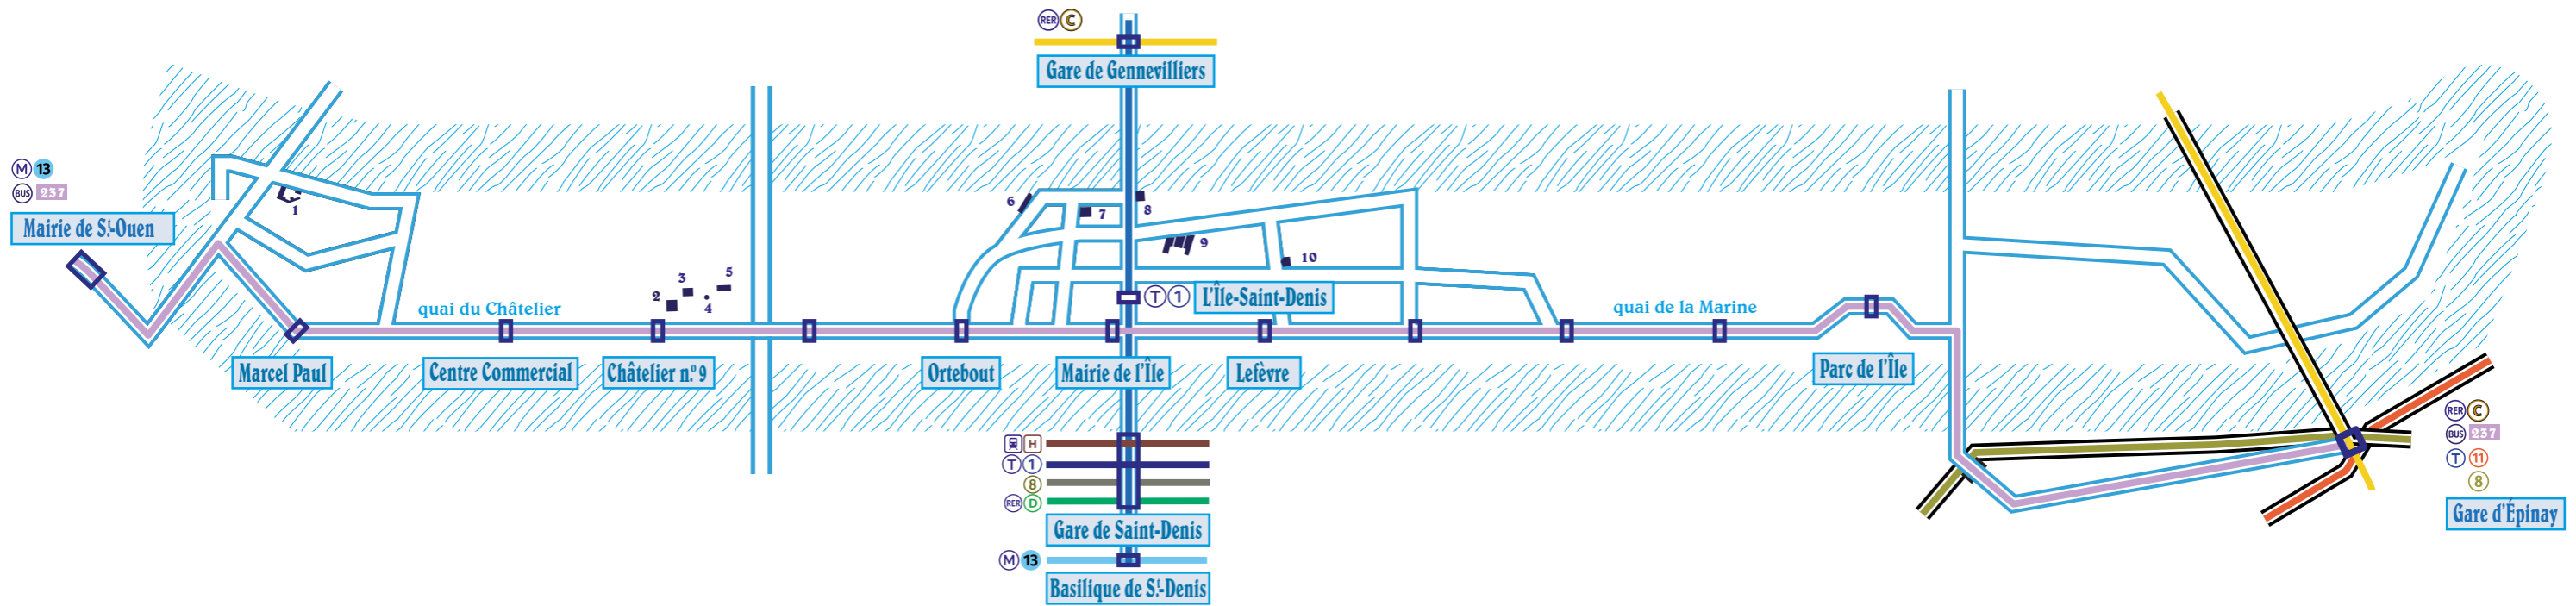 RER C
Gare de Gennevilliers
M 13
BUS 237
Mairie de St-Ouen
1
6
7
8
9
10
2
3
4
5
quai du Châtelier
T 1 L'Île-Saint-Denis
quai de la Marine
Marcel Paul
Centre Commercial
Châtelier n.º 9
Ortebout
Mairie de l'Île
Lefèvre
Parc de l'Île
H
T 1
8
RER D
Gare de Saint-Denis
M 13
Basilique de St-Denis
RER C
BUS 237
T 11
8
Gare d'Épinay